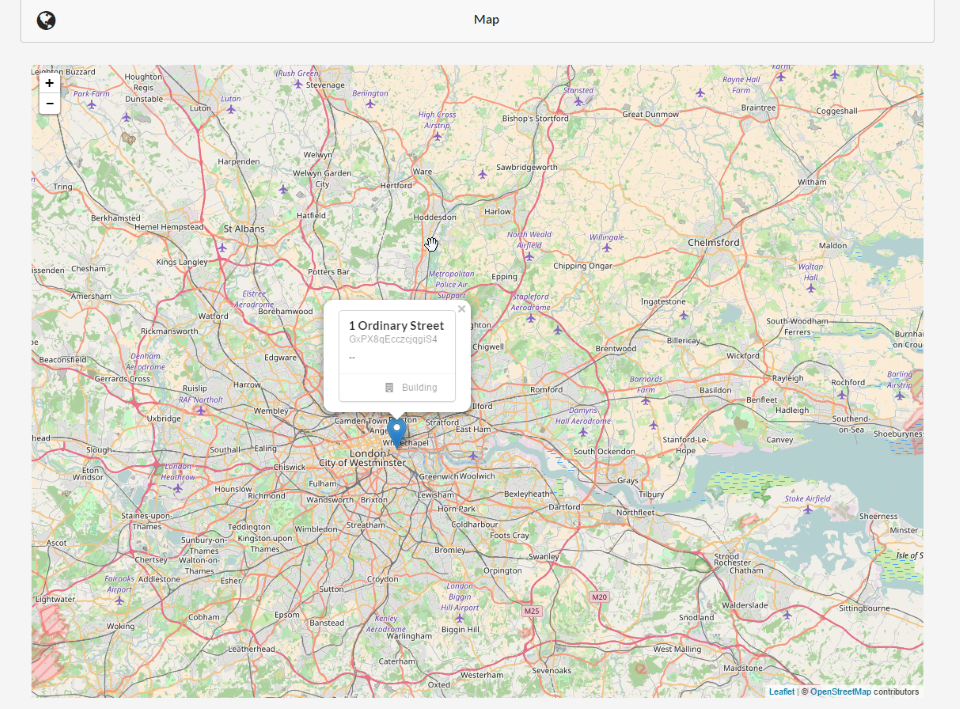 Map
Leighton Buzzard
+
−
Houghton
Regis
Dunstable
Park Farm
Luton
Luton
(Rush Green)
Stevenage
Benington
High Cross
Airstrip
Stansted
Bishop's Stortford
Great Dunmow
Rayne Hall
Farm
Braintree
Coggeshall
Harpenden
Welwyn
Welwyn Garden
City
Ware
Hertford
Sawbridgeworth
Tring
Witham
Berkhamsted
Hemel Hempstead
St Albans
Hatfield
Hoddesdon
Harlow
North Weald
Airfield
Willingale
Chelmsford
Maldon
Chesham
Kings Langley
Potters Bar
Metropolitan
Police Air
Support
Epping
Chipping Ongar
Waltan
Hall
Amersham
Watford
Elstree
Aerodrome
Borehamwood
Stapleford
Aerodrome
Ingatestone
South-Woodham
Ferrers
Burnha
on Crou
Rickmansworth
1 Ordinary Street
GxPX8qEcczcjqgiS4
--
Building
×
ghton
Chigwell
Brentwood
Billericay
Wickford
Beaconsfield
Denham
Aerodrome
Gerrards Cross
Edgware
Ruislip
Harrow
RAF Northolt
Romford
Barnards
Farm
Basildon
Rayleigh
Rochford
Barling
Airstrip
Benfleet
Hadleigh
Uxbridge
Wembley
Camden Town
Stratford
Ilford
East Ham
Damyns
Hall Aerodrome
Southend-
on-Sea
Shoeburyness
Slough
Eton
Windsor
Southall
Ealing
London
City of Westminster
South Ockendon
Stanford-Le-
Hope
Canvey
London
Heathrow
Chiswick
Hounslow
Richmond
Fulham
Wandsworth
Brixton
Greenwich
Woolwich
Lewisham
Bexleyheath
Grays
Tilbury
Stoke Airfield
Staines-upon-
Thames
Teddington
Wimbledon
Streatham
Horn Park
Coldharbour
Foots Cray
Dartford
Northfleet
Sheerness
Minster
Ascot
Sunbury-on-
Thames
Kingston upon
Thames
Chertsey
Walton-on-
Thames
Bromley
Swanley
Strood
Rochester
Chatham
Isle of S
Fairoaks
Airport
Addlestone
Esher
Croydon
Sutton
Orpington
London
Biggin
Hill Airport
M20
M25
Lightwater
Woking
Cobham
Epsom
Banstead
Kenley
Aerodrome
Warlingham
Biggin Hill
Snodland
Walderslade
Sittingbourne
Leatherhead
Caterham
Oxted
Westerham
Sevenoaks
West Malling
Maidstone
Leaflet | © OpenStreetMap contributors